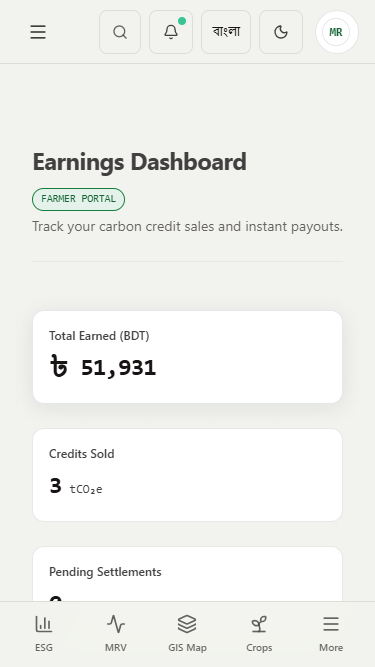 বাংলা
MR
Earnings Dashboard
FARMER PORTAL
Track your carbon credit sales and instant payouts.
Total Earned (BDT)
৳ 51,931
Credits Sold
3 tCO₂e
Pending Settlements
ESG
MRV
GIS Map
Crops
More